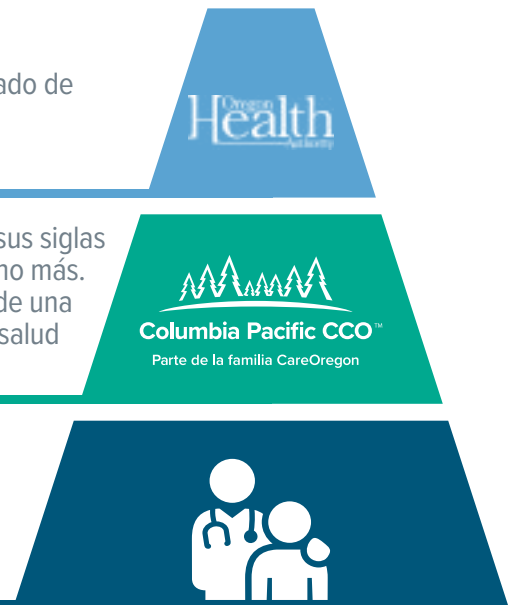 ado de
Oregon
Health
Authority
sus siglas
no más.
de una
salud
Columbia Pacific CCO™
Parte de la familia CareOregon